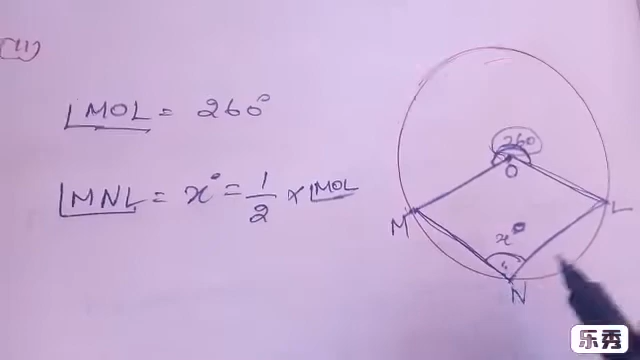 (11)
∠MOL = 260°
∠MNL = x° = 1/2 × ∠MOL
260
O
M
L
x°
N
乐秀